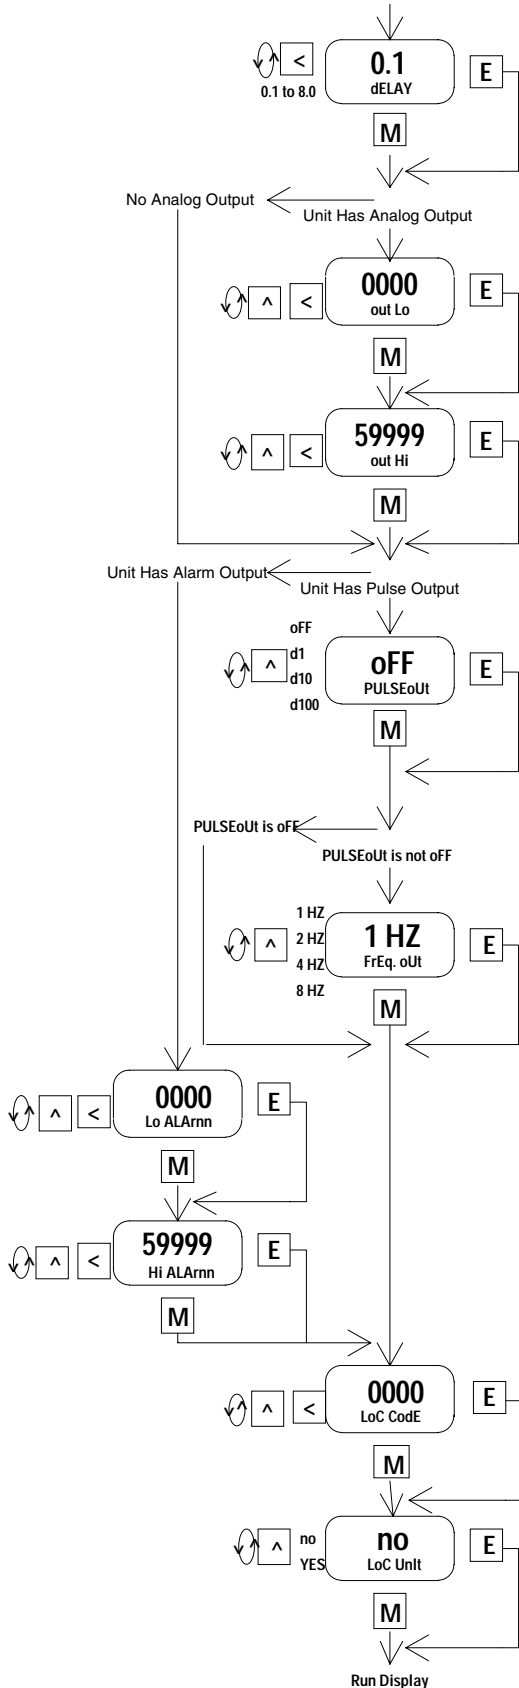 0.1
dELAY
<
0.1 to 8.0
E
M
No Analog Output
Unit Has Analog Output
0000
out Lo
^ <
E
M
59999
out Hi
^ <
E
M
Unit Has Alarm Output
Unit Has Pulse Output
oFF
d1
d10
d100
^
oFF
PULSEoUt
E
M
PULSEoUt is oFF
PULSEoUt is not oFF
1 HZ
2 HZ
4 HZ
8 HZ
^
1 HZ
FrEq. oUt
E
M
0000
Lo ALArnn
^ <
E
M
59999
Hi ALArnn
^ <
E
M
0000
LoC CodE
^ <
E
M
no
YES
^
no
LoC UnIt
E
M
Run Display